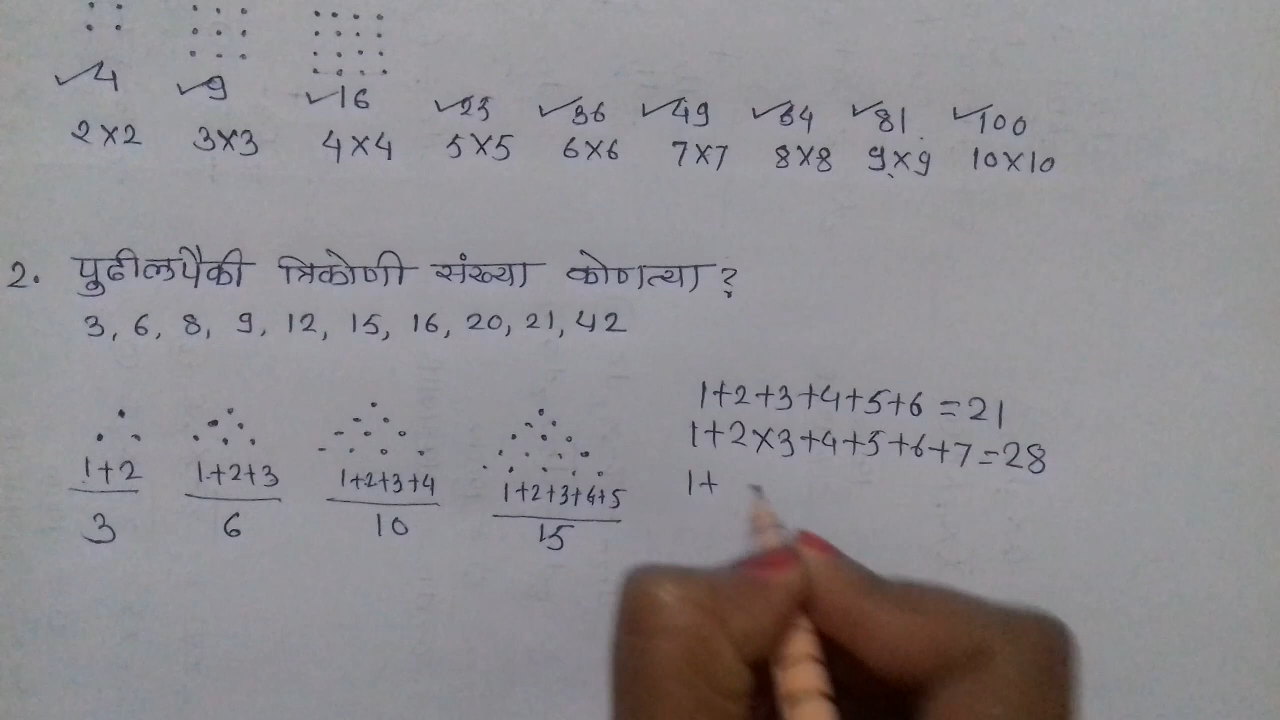 ✓4 ✓9 ✓16 ✓25 ✓36 ✓49 ✓64 ✓81 ✓100
2×2 3×3 4×4 5×5 6×6 7×7 8×8 9×9 10×10
2. पुढीलपैकी त्रिकोणी संख्या कोणत्या ?
3, 6, 8, 9, 12, 15, 16, 20, 21, 42
1+2 1+2+3 1+2+3+4 1+2+3+4+5
3 6 10 15
1+2+3+4+5+6 =21
1+2×3+4+5+6+7=28
1+